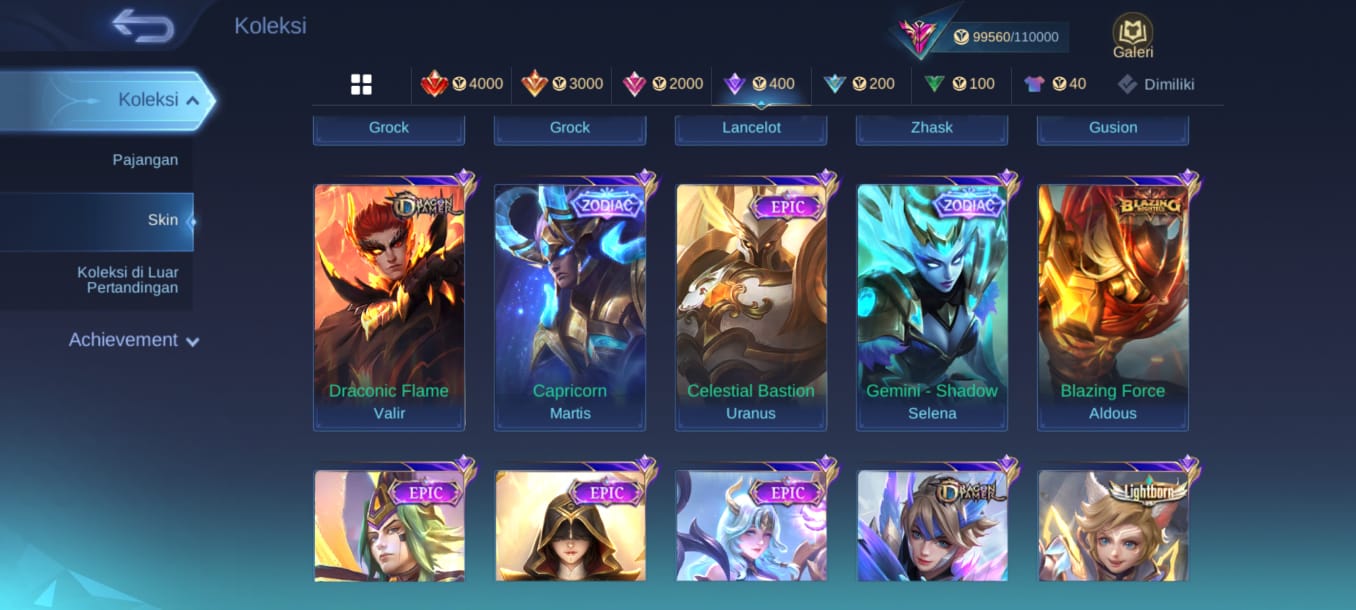 Koleksi
99560/110000
Galeri
4000
3000
2000
400
200
100
40
Dimiliki
Koleksi
Pajangan
Skin
Koleksi di Luar
Pertandingan
Achievement
Grock
Grock
Lancelot
Zhask
Gusion
DRAGON
TAMER
ZODIAC
EPIC
ZODIAC
BLAZING
BOUNTIES
Draconic Flame
Capricorn
Celestial Bastion
Gemini - Shadow
Blazing Force
Valir
Martis
Uranus
Selena
Aldous
EPIC
EPIC
EPIC
DRAGON
TAMER
Lightborn